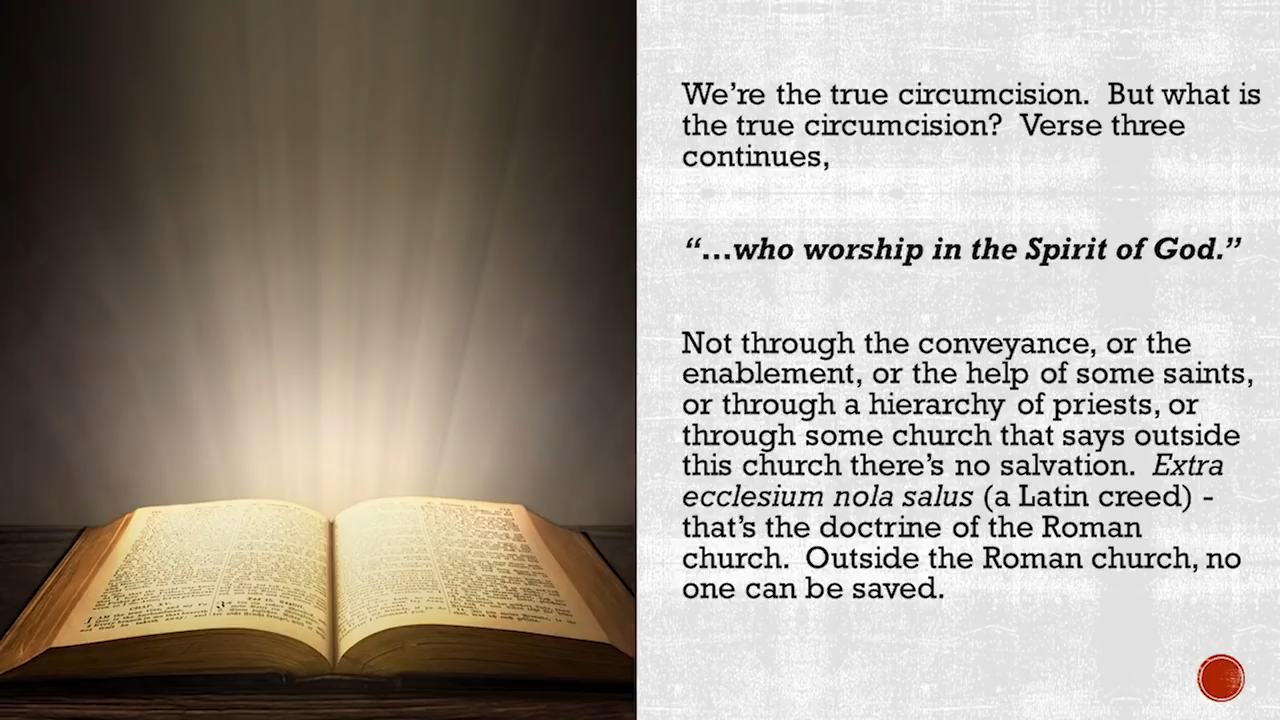 We're the true circumcision.  But what is
the true circumcision?  Verse three
continues,
“…who worship in the Spirit of God.”
Not through the conveyance, or the
enablement, or the help of some saints,
or through a hierarchy of priests, or
through some church that says outside
this church there’s no salvation.  Extra
ecclesium nola salus (a Latin creed) -
that’s the doctrine of the Roman
church.  Outside the Roman church, no
one can be saved.